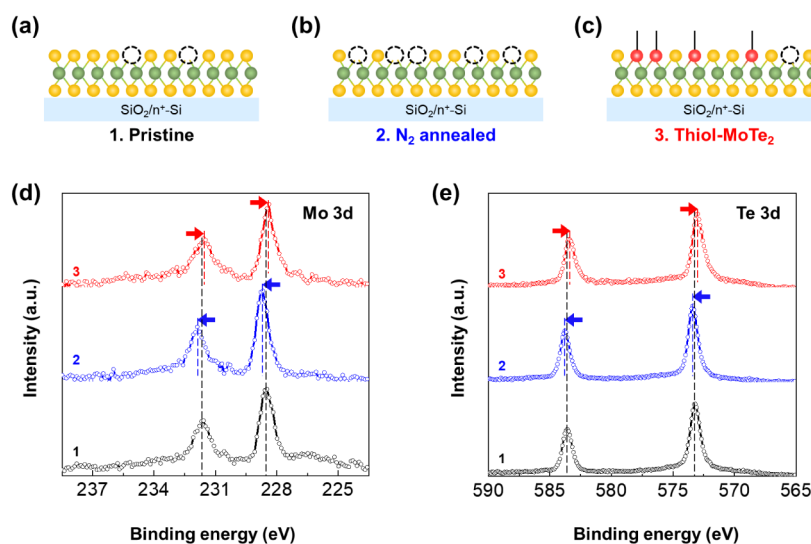 (a)
(b)
(c)
SiO₂/n⁺-Si
SiO₂/n⁺-Si
SiO₂/n⁺-Si
1. Pristine
2. N₂ annealed
3. Thiol-MoTe₂
(d)
Mo 3d
3
2
1
Intensity (a.u.)
237 234 231 228 225
Binding energy (eV)
(e)
Te 3d
3
2
1
Intensity (a.u.)
590 585 575 570 565
Binding energy (eV)